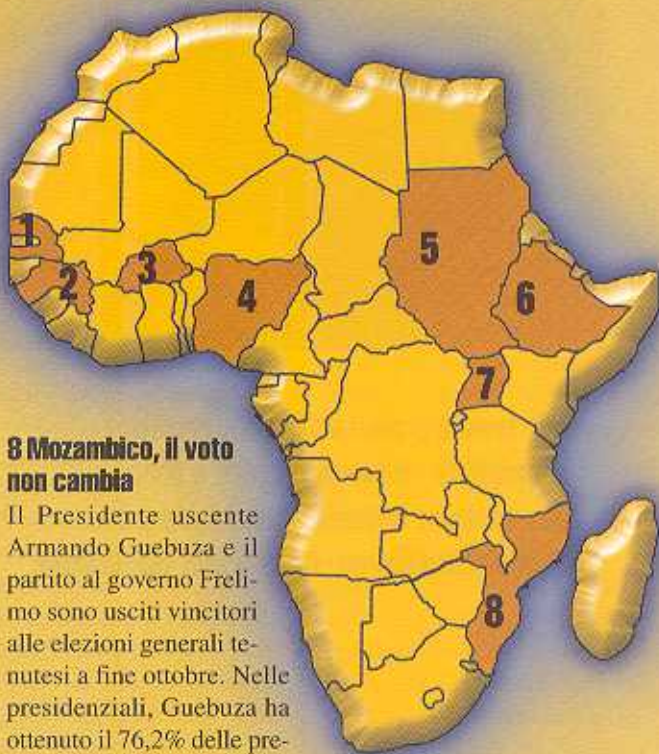 1
2
3
4
5
6
7
8
8 Mozambico, il voto
non cambia
Il Presidente uscente
Armando Guebuza e il
partito al governo Freli-
mo sono usciti vincitori
alle elezioni generali te-
nutesi a fine ottobre. Nelle
presidenziali, Guebuza ha
ottenuto il 76,2% delle pre-